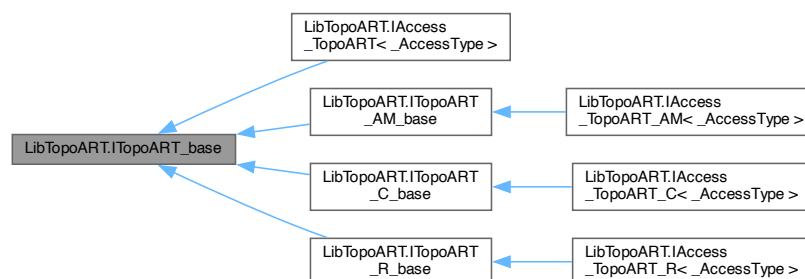 LibTopoART.IAccess
_TopoART< _AccessType >
LibTopoART.ITopoART
_AM_base
LibTopoART.IAccess
_TopoART_AM< _AccessType >
LibTopoART.ITopoART_base
LibTopoART.ITopoART
_C_base
LibTopoART.IAccess
_TopoART_C< _AccessType >
LibTopoART.ITopoART
_R_base
LibTopoART.IAccess
_TopoART_R< _AccessType >